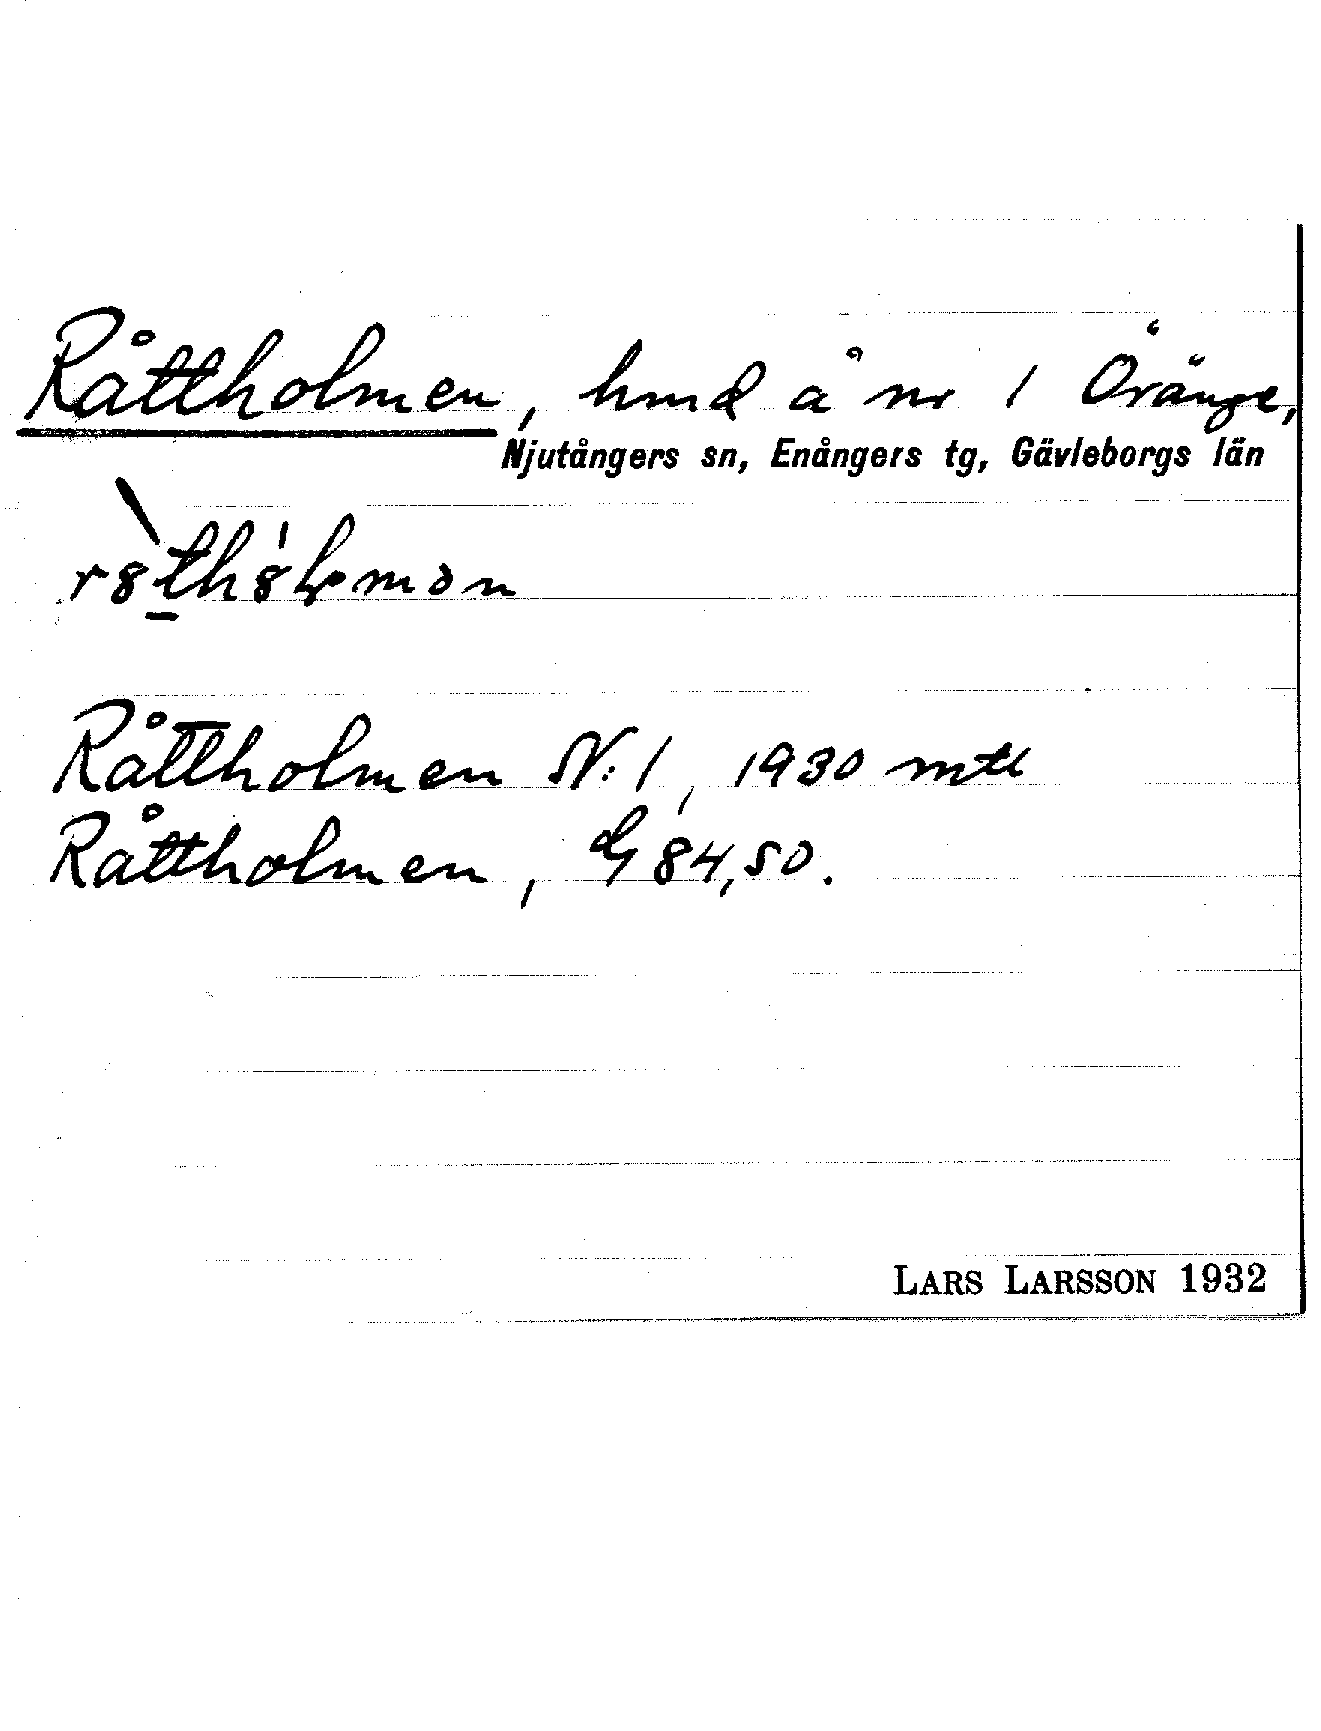 Råttholmen, hmd å nr 1 Öränge,
Njutångers sn, Enångers tg, Gävleborgs län
Råttholmen N:1, 1930 mtl
Råttholmen, G 84,50.
LARS LARSSON 1932